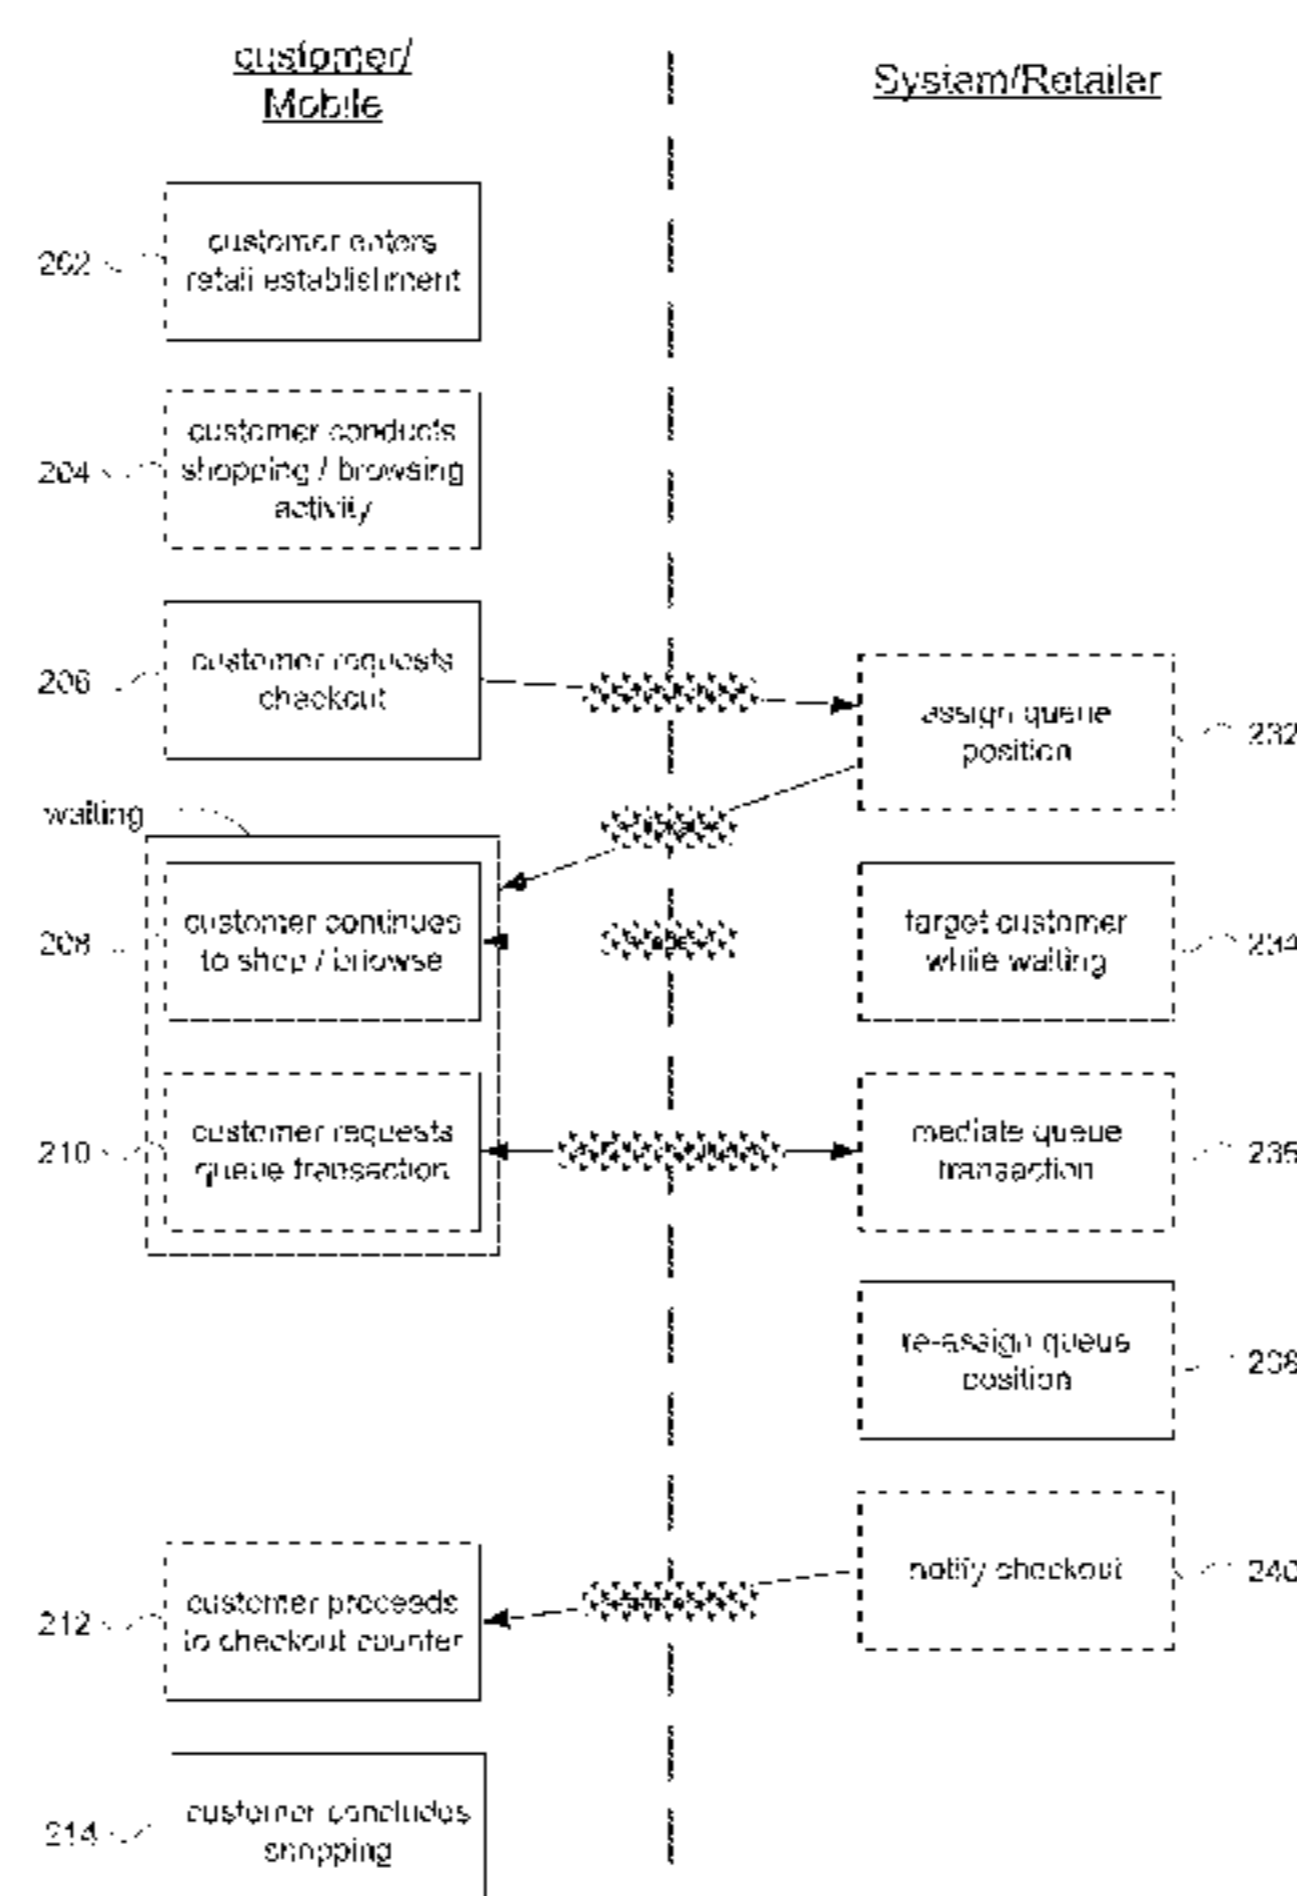 customer/
Mobile
System/Retailer
202
customer enters
retail establishment
204
customer conducts
shopping / browsing
activity
206
customer requests
checkout
assign queue
position
232
waiting
208
customer continues
to shop / browse
target customer
while waiting
234
210
customer requests
queue transaction
mediate queue
transaction
re-assign queue
position
notify checkout
240
212
customer proceeds
to checkout counter
214
customer concludes
shopping